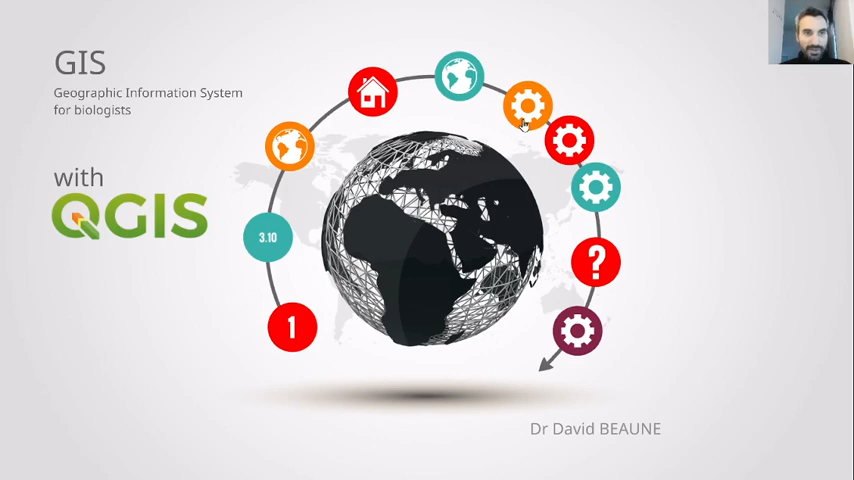 GIS
Geographic Information System
for biologists
with
QGIS
3.10
1
?
Dr David BEAUNE